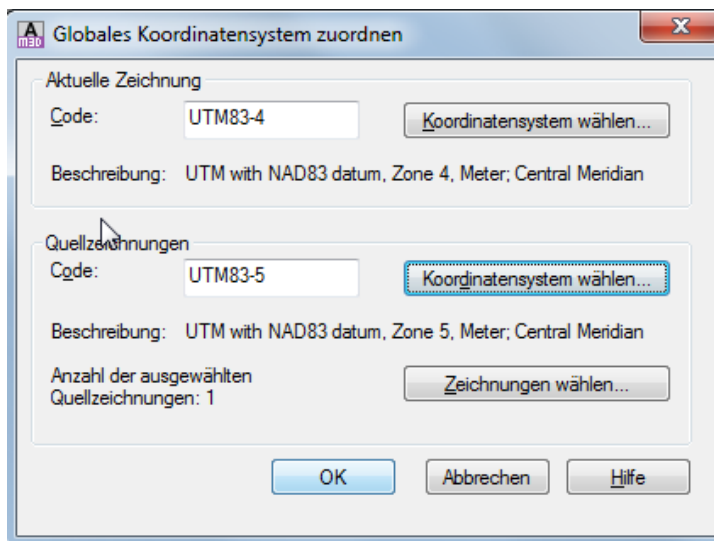 Globales Koordinatensystem zuordnen
Aktuelle Zeichnung
Code: UTM83-4 Koordinatensystem wählen...
Beschreibung: UTM with NAD83 datum, Zone 4, Meter; Central Meridian
Quellzeichnungen
Code: UTM83-5 Koordinatensystem wählen...
Beschreibung: UTM with NAD83 datum, Zone 5, Meter; Central Meridian
Anzahl der ausgewählten
Quellzeichnungen: 1 Zeichnungen wählen...
OK Abbrechen Hilfe